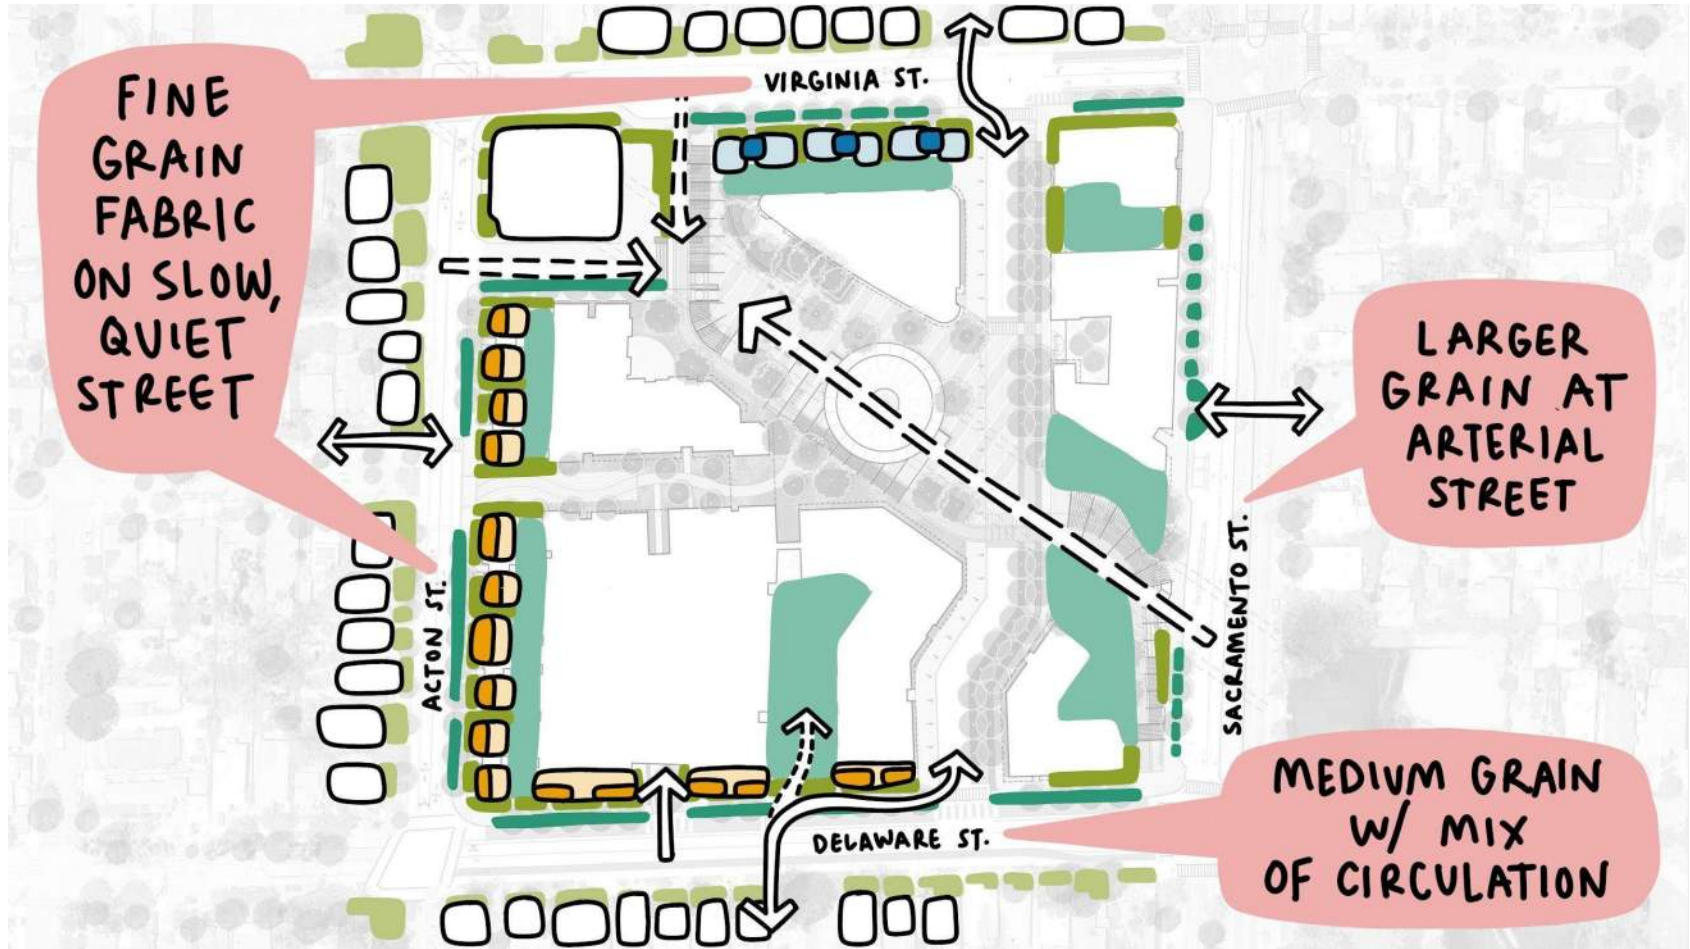 FINE
GRAIN
FABRIC
ON SLOW,
QUIET
STREET
VIRGINIA ST.
LARGER
GRAIN AT
ARTERIAL
STREET
ACTON ST.
SACRAMENTO ST.
DELAWARE ST.
MEDIUM GRAIN
W/ MIX
OF CIRCULATION